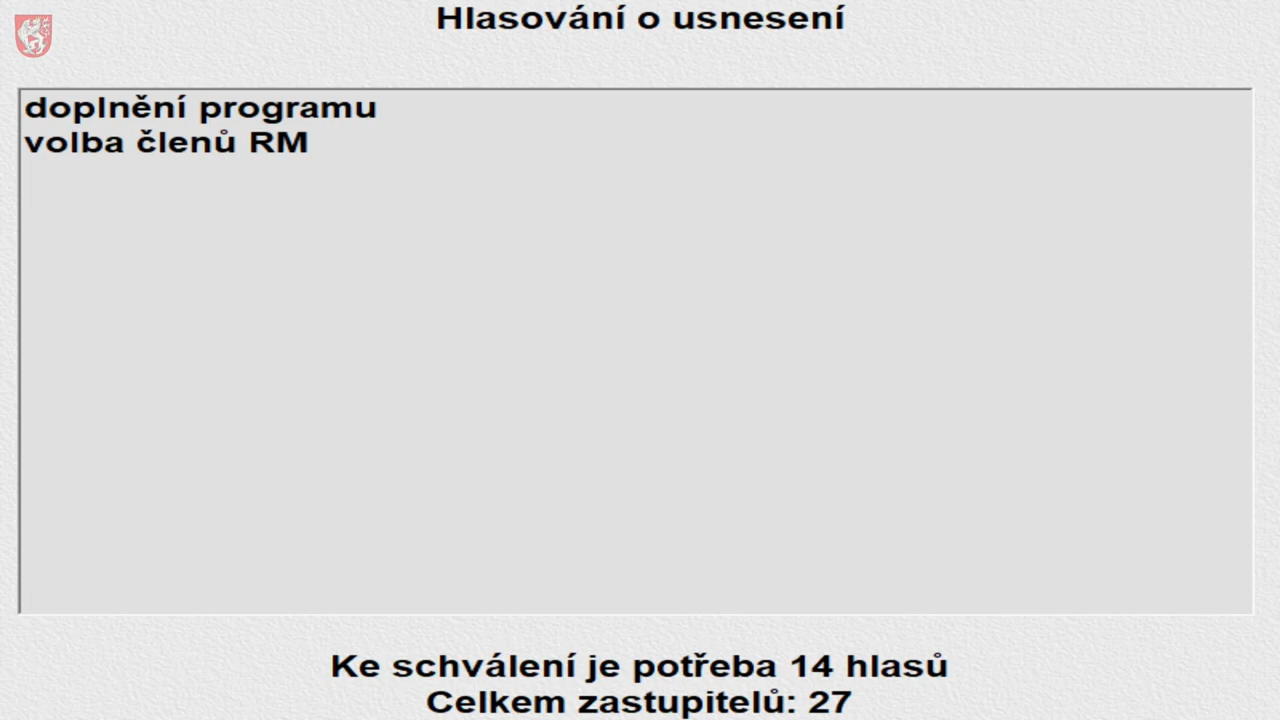 Hlasování o usnesení
doplnění programu
volba členů RM
Ke schválení je potřeba 14 hlasů
Celkem zastupitelů: 27